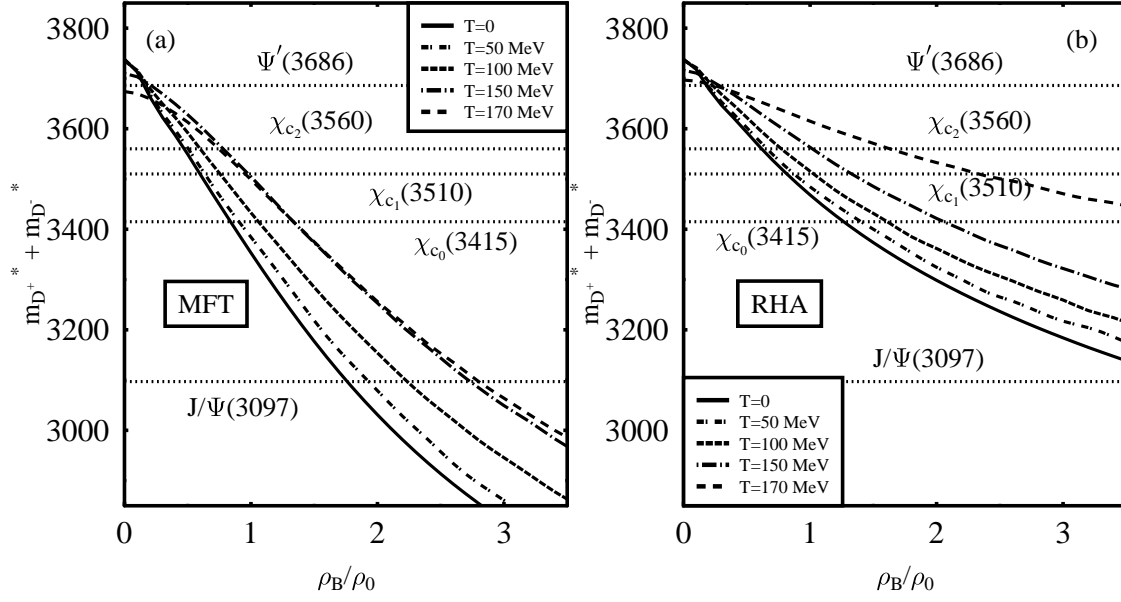 (a)
T=0
T=50 MeV
T=100 MeV
T=150 MeV
T=170 MeV
Ψ′(3686)
χc2(3560)
χc1(3510)
χc0(3415)
MFT
J/Ψ(3097)
3800
3600
3400
3200
3000
0 1 2 3
mD+* + mD-*
ρB/ρ0
(b)
Ψ′(3686)
χc2(3560)
χc1(3510)
χc0(3415)
RHA
J/Ψ(3097)
T=0
T=50 MeV
T=100 MeV
T=150 MeV
T=170 MeV
3800
3600
3400
3200
3000
0 1 2 3
mD+* + mD-*
ρB/ρ0